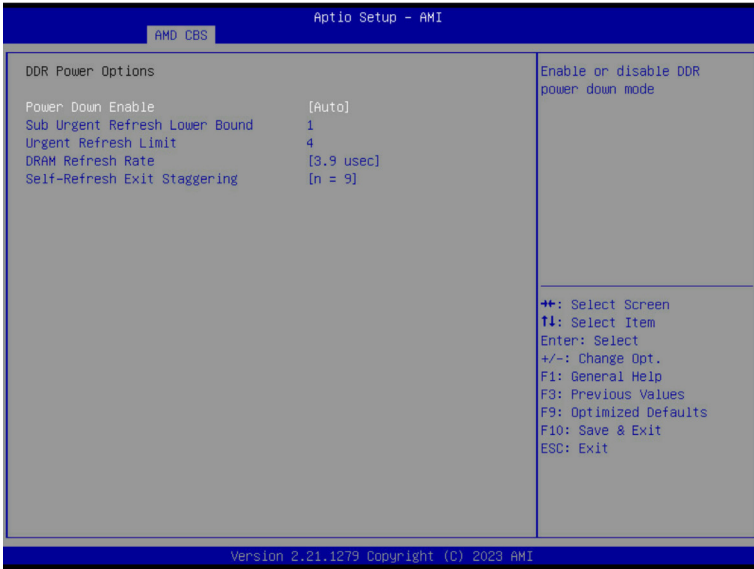 Aptio Setup - AMI
AMD CBS
DDR Power Options
Power Down Enable [Auto]
Sub Urgent Refresh Lower Bound 1
Urgent Refresh Limit 4
DRAM Refresh Rate [3.9 usec]
Self-Refresh Exit Staggering [n = 9]
Enable or disable DDR
power down mode
→←: Select Screen
↑↓: Select Item
Enter: Select
+/-: Change Opt.
F1: General Help
F3: Previous Values
F9: Optimized Defaults
F10: Save & Exit
ESC: Exit
Version 2.21.1279 Copyright (C) 2023 AMI